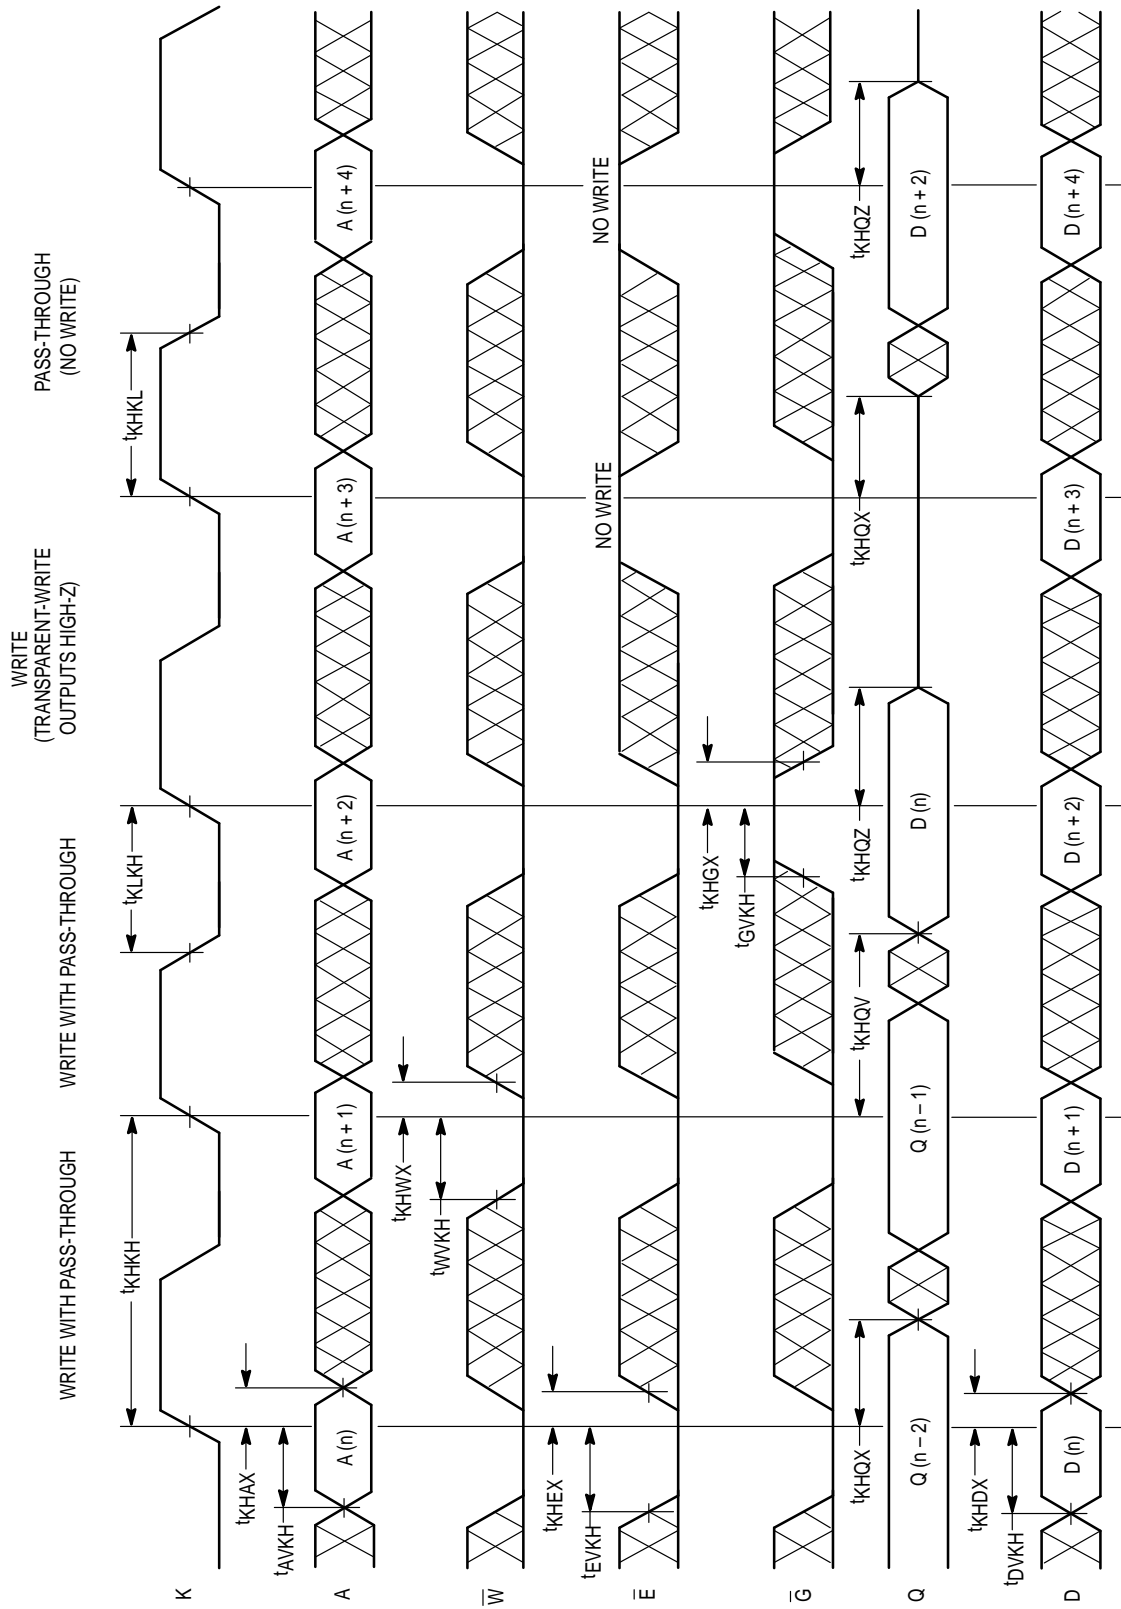 WRITE WITH PASS-THROUGH
WRITE WITH PASS-THROUGH
WRITE
(TRANSPARENT-WRITE
OUTPUTS HIGH-Z)
PASS-THROUGH
(NO WRITE)
K
tKHKH
tKLKH
tKHKL
tKHAX
tAVKH
A
A (n)
A (n + 1)
A (n + 2)
A (n + 3)
A (n + 4)
tKHWX
tWVKH
W̅
tKHEX
tEVKH
NO WRITE
NO WRITE
E̅
tKHGX
tGVKH
G̅
tKHQX
tKHQV
tKHQZ
tKHQX
tKHQZ
Q
Q (n – 2)
Q (n – 1)
D (n)
D (n + 2)
tKHDX
tDVKH
D
D (n)
D (n + 1)
D (n + 2)
D (n + 3)
D (n + 4)